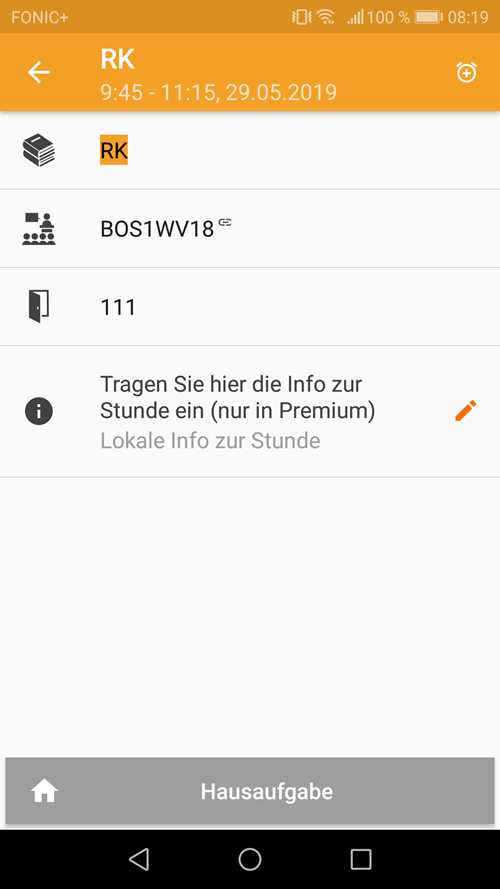 FONIC+ 100 % 08:19
RK
9:45 - 11:15, 29.05.2019
RK
BOS1WV18
111
Tragen Sie hier die Info zur
Stunde ein (nur in Premium)
Lokale Info zur Stunde
Hausaufgabe